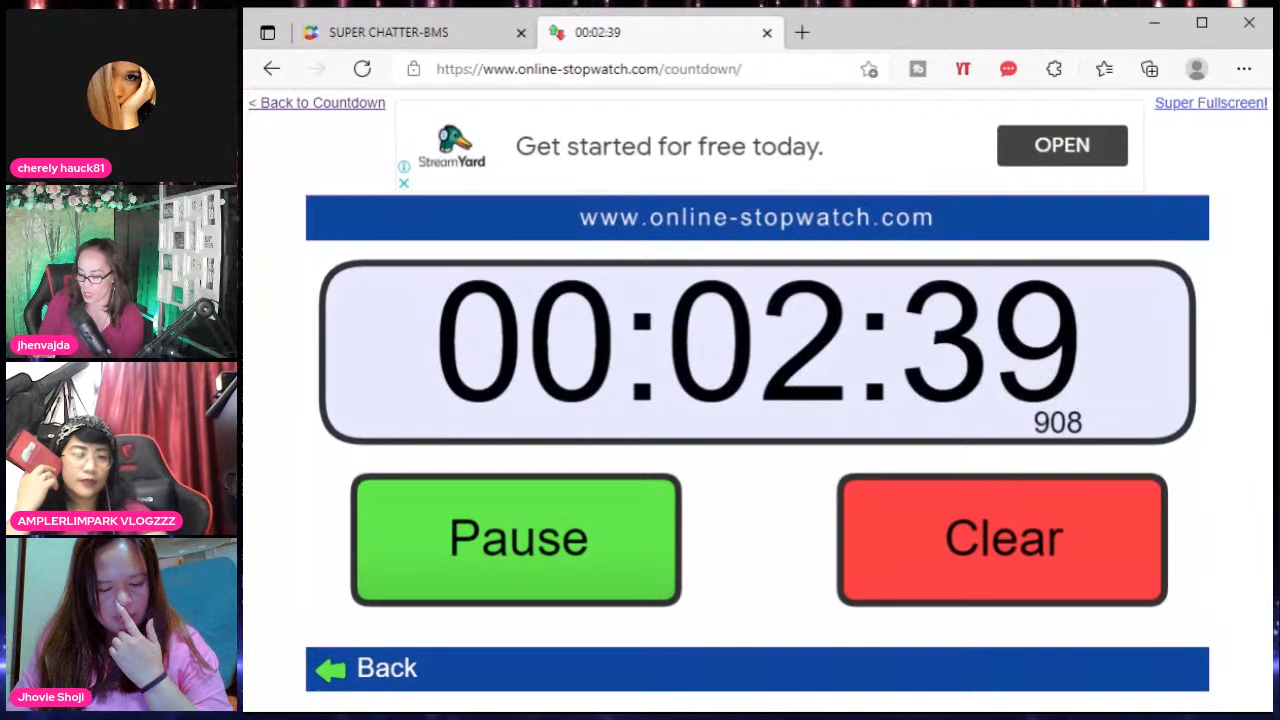 cherely hauck81
jhenvajda
AMPLERLIMPARK VLOGZZZ
Jhovie Shoji
SUPER CHATTER-BMS
00:02:39
https://www.online-stopwatch.com/countdown/
YT
< Back to Countdown
StreamYard
Get started for free today.
OPEN
Super Fullscreen!
www.online-stopwatch.com
00:02:39
908
Pause
Clear
Back